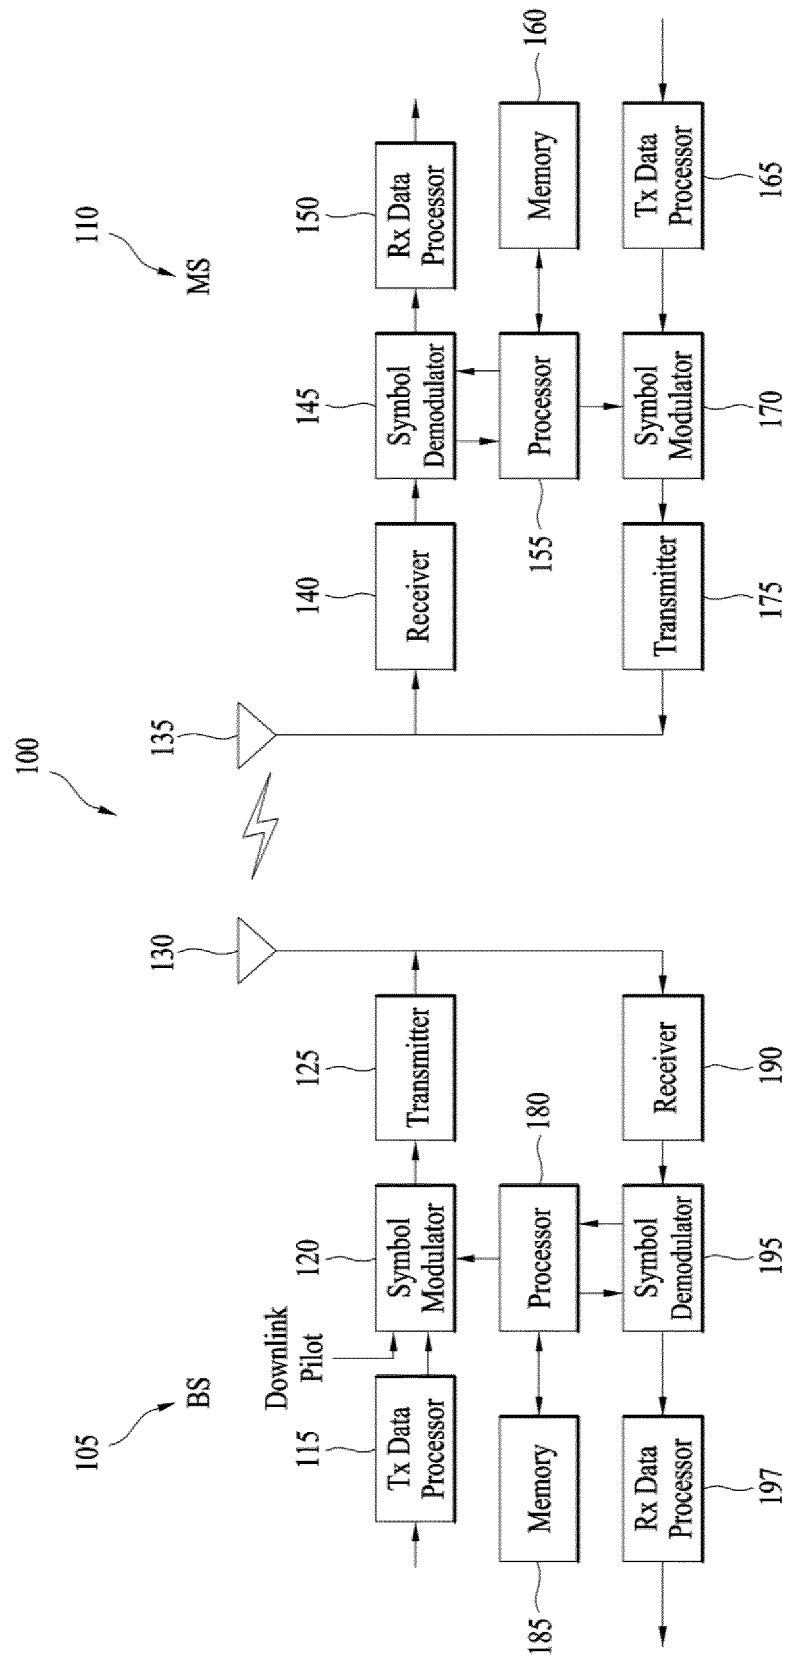 100
105
BS
110
MS
130
135
Downlink
Pilot
115
Tx Data
Processor
120
Symbol
Modulator
125
Transmitter
140
Receiver
145
Symbol
Demodulator
150
Rx Data
Processor
185
Memory
180
Processor
155
Processor
160
Memory
197
Rx Data
Processor
195
Symbol
Demodulator
190
Receiver
175
Transmitter
170
Symbol
Modulator
165
Tx Data
Processor